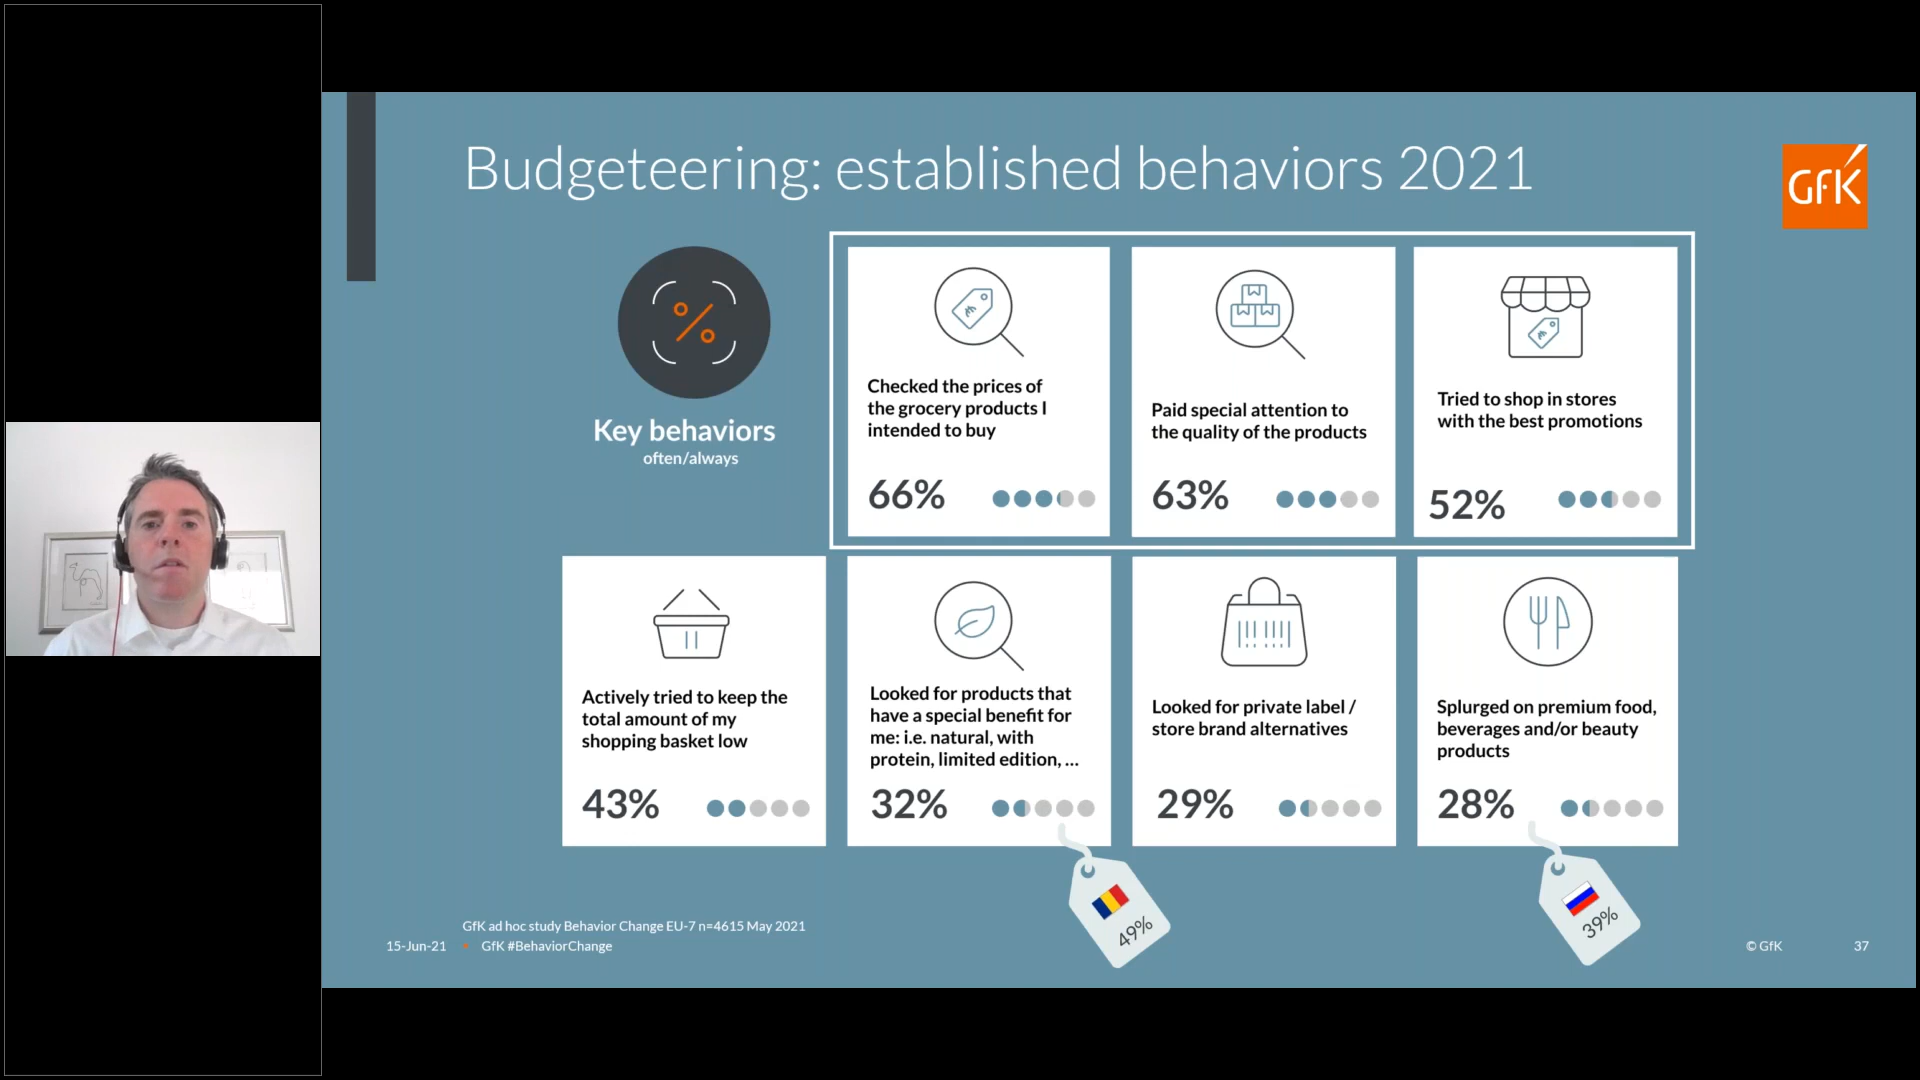 Budgeteering: established behaviors 2021
GfK
%
Key behaviors
often/always
Checked the prices of
the grocery products I
intended to buy
66%
Paid special attention to
the quality of the products
63%
Tried to shop in stores
with the best promotions
52%
Actively tried to keep the
total amount of my
shopping basket low
43%
Looked for products that
have a special benefit for
me: i.e. natural, with
protein, limited edition, ...
32%
49%
Looked for private label /
store brand alternatives
29%
Splurged on premium food,
beverages and/or beauty
products
28%
39%
GfK ad hoc study Behavior Change EU-7 n=4615 May 2021
15-Jun-21 • GfK #BehaviorChange
© GfK
37